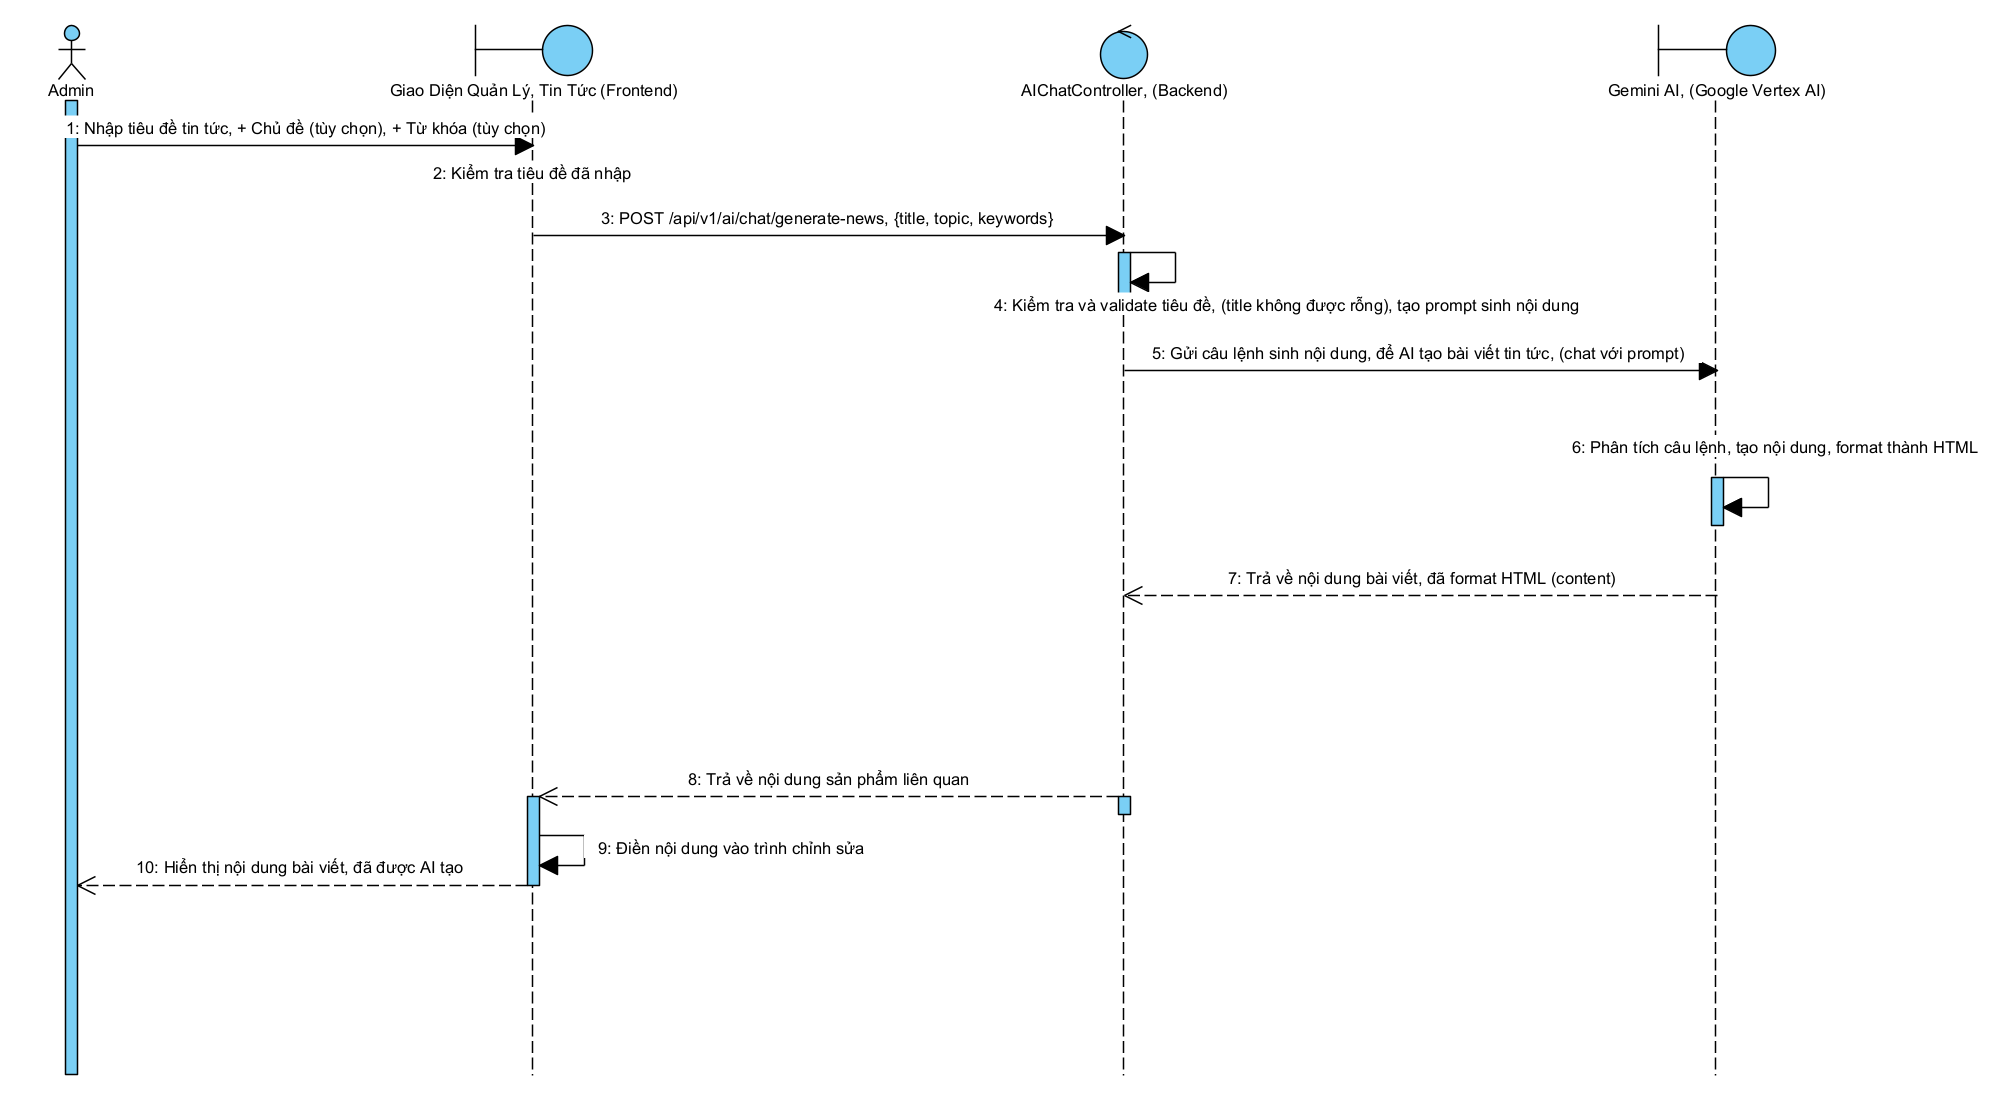 Admin
Giao Diện Quản Lý, Tin Tức (Frontend)
AIChatController, (Backend)
Gemini AI, (Google Vertex AI)
1: Nhập tiêu đề tin tức, + Chủ đề (tùy chọn), + Từ khóa (tùy chọn)
2: Kiểm tra tiêu đề đã nhập
3: POST /api/v1/ai/chat/generate-news, {title, topic, keywords}
4: Kiểm tra và validate tiêu đề, (title không được rỗng), tạo prompt sinh nội dung
5: Gửi câu lệnh sinh nội dung, để AI tạo bài viết tin tức, (chat với prompt)
6: Phân tích câu lệnh, tạo nội dung, format thành HTML
7: Trả về nội dung bài viết, đã format HTML (content)
8: Trả về nội dung sản phẩm liên quan
9: Điền nội dung vào trình chỉnh sửa
10: Hiển thị nội dung bài viết, đã được AI tạo